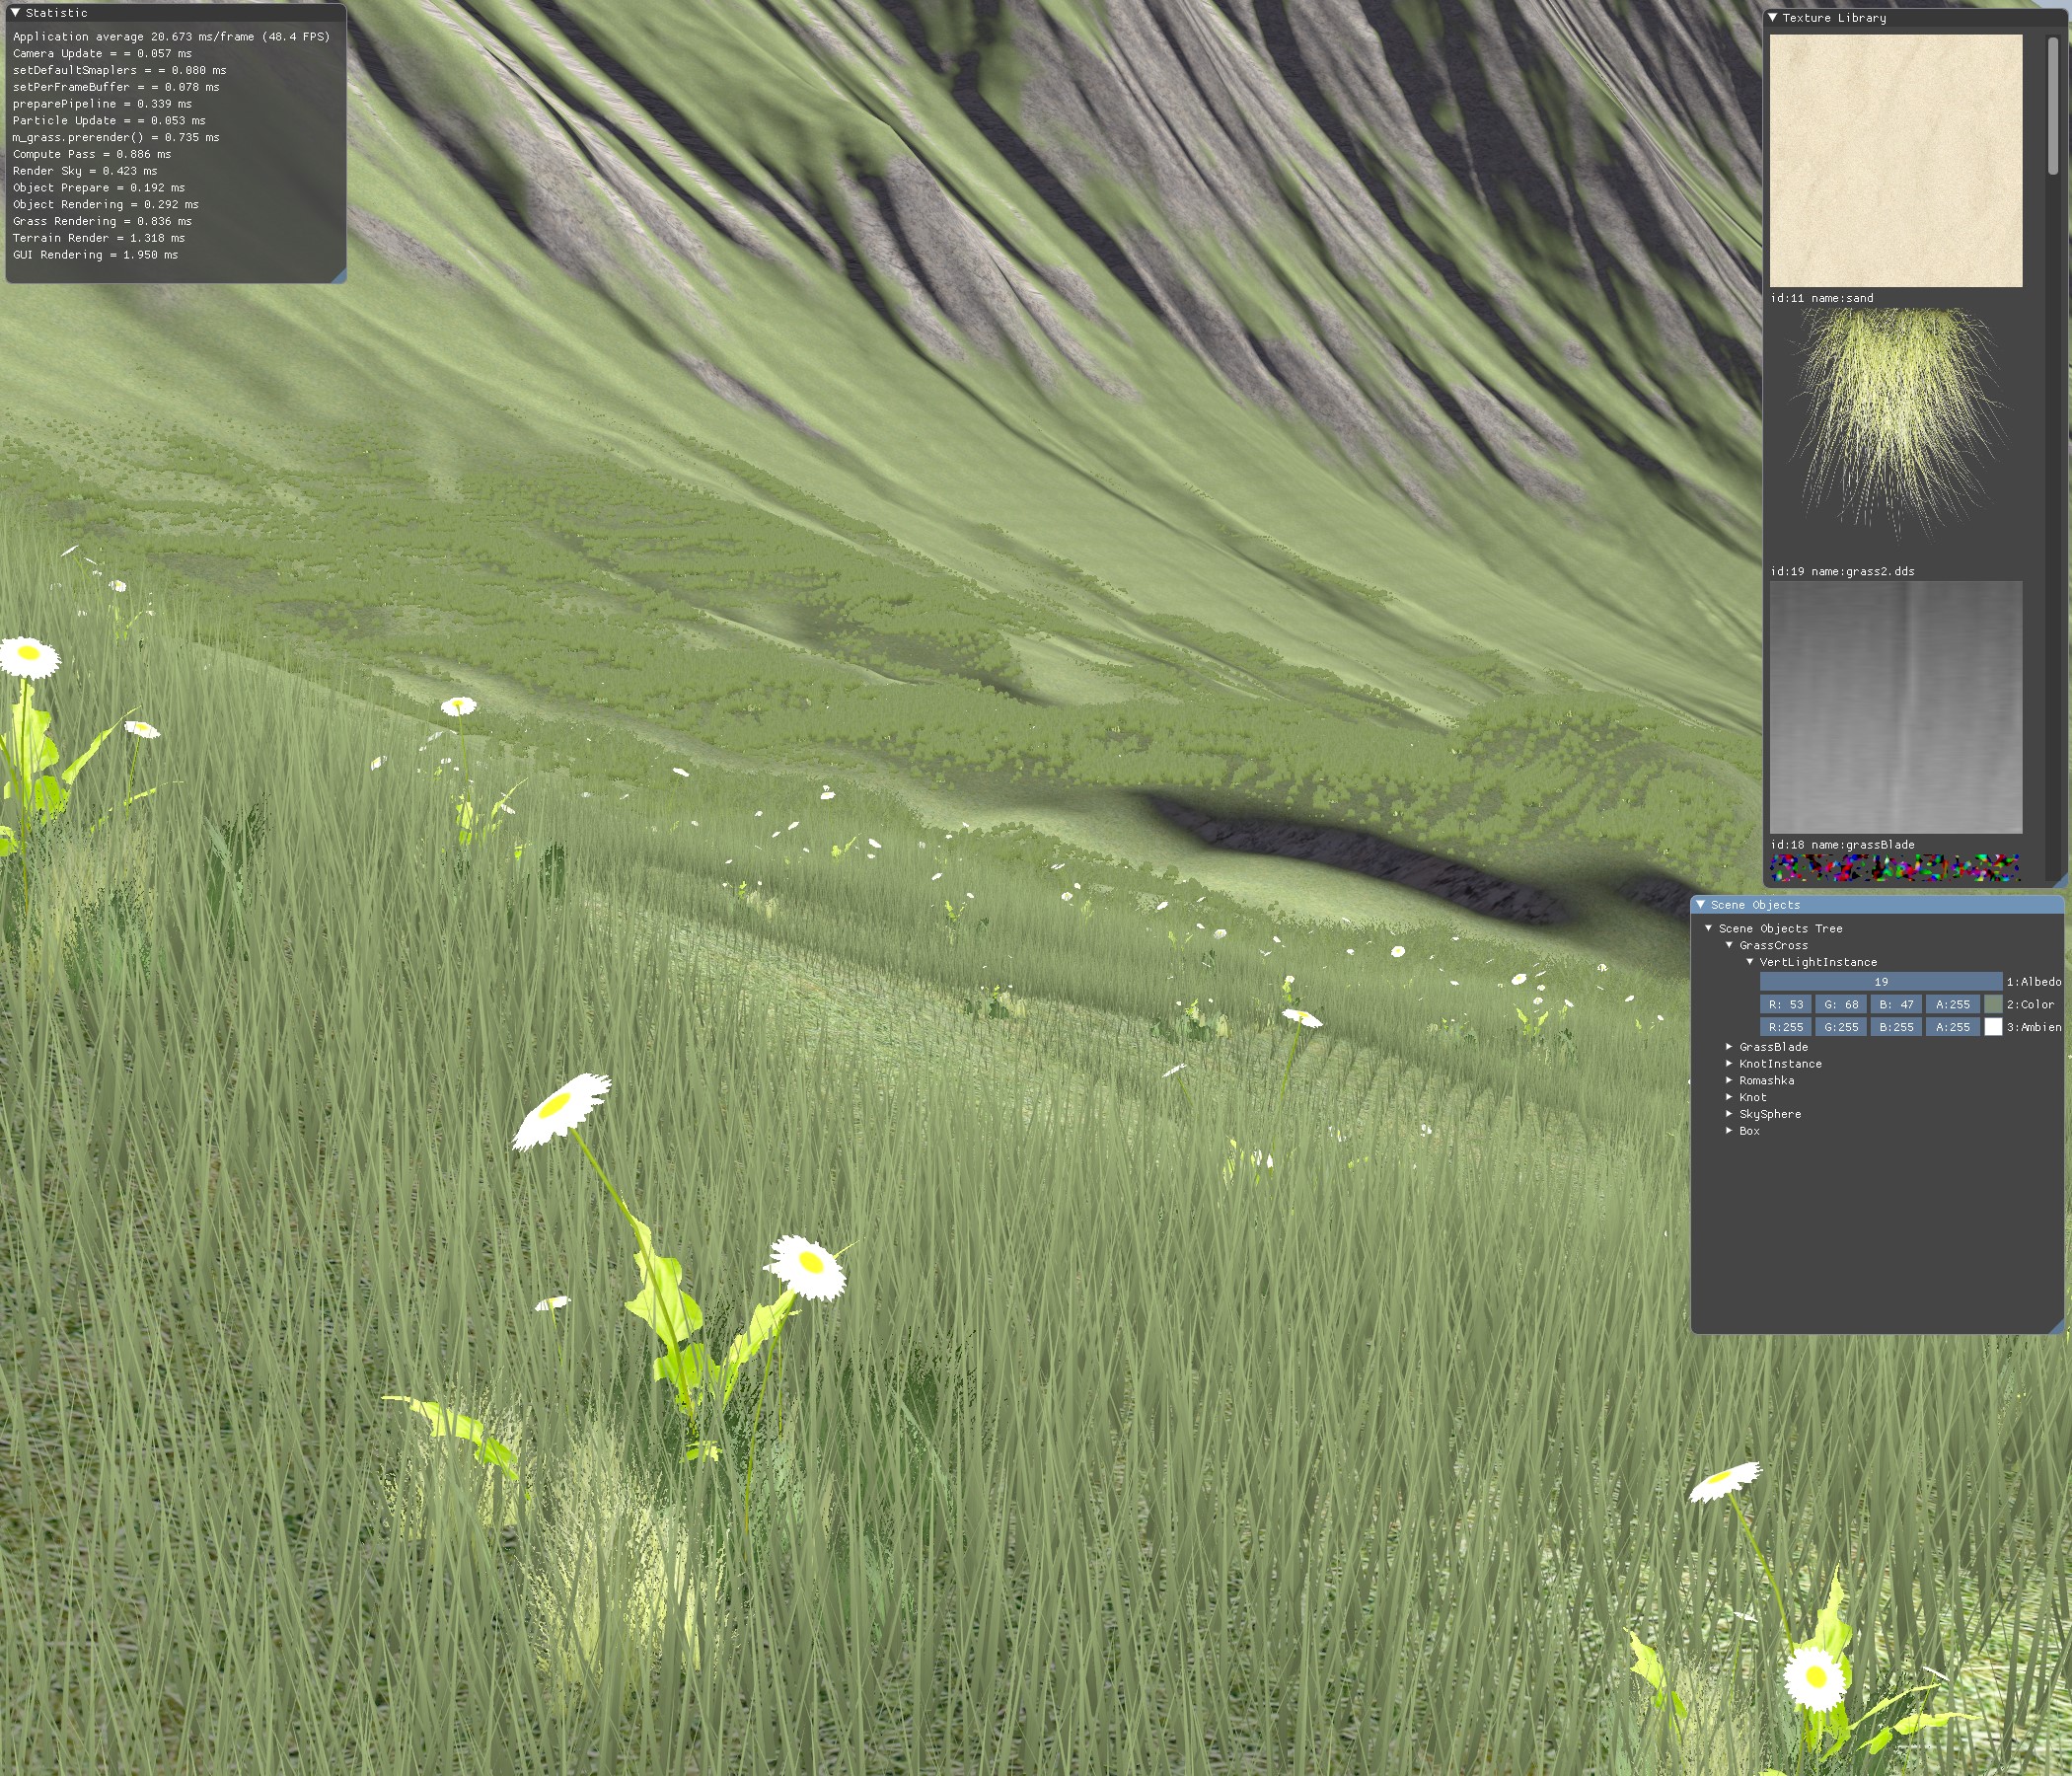 Statistic
Application average 20.673 ms/frame (48.4 FPS)
Camera Update = = 0.057 ms
setDefaultSmaplers = = 0.080 ms
setPerFrameBuffer = = 0.078 ms
preparePipeline = 0.339 ms
Particle Update = = 0.053 ms
m_grass.prerender() = 0.735 ms
Compute Pass = 0.886 ms
Render Sky = 0.423 ms
Object Prepare = 0.192 ms
Object Rendering = 0.292 ms
Grass Rendering = 0.836 ms
Terrain Render = 1.318 ms
GUI Rendering = 1.950 ms
Texture Library
id:11 name:sand
id:19 name:grass2.dds
id:18 name:grassBlade
Scene Objects
Scene Objects Tree
GrassCross
VertLightInstance
19 1:Albedo
R: 53 G: 68 B: 47 A:255 2:Color
R:255 G:255 B:255 A:255 3:Ambien
GrassBlade
KnotInstance
Romashka
Knot
SkySphere
Box